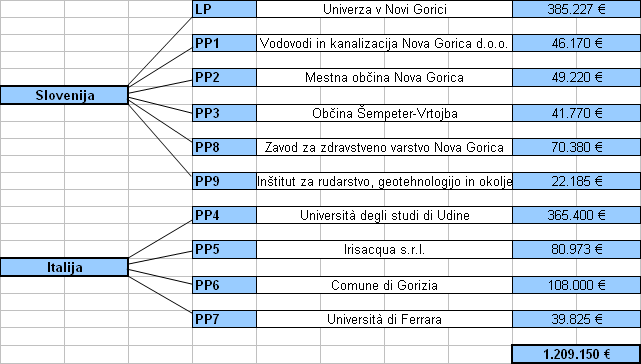 LP Univerza v Novi Gorici 385.227 €
PP1 Vodovodi in kanalizacija Nova Gorica d.o.o. 46.170 €
PP2 Mestna občina Nova Gorica 49.220 €
Slovenija
PP3 Občina Šempeter-Vrtojba 41.770 €
PP8 Zavod za zdravstveno varstvo Nova Gorica 70.380 €
PP9 Inštitut za rudarstvo, geotehnologijo in okolje 22.185 €
PP4 Università degli studi di Udine 365.400 €
PP5 Irisacqua s.r.l. 80.973 €
Italija
PP6 Comune di Gorizia 108.000 €
PP7 Università di Ferrara 39.825 €
1.209.150 €